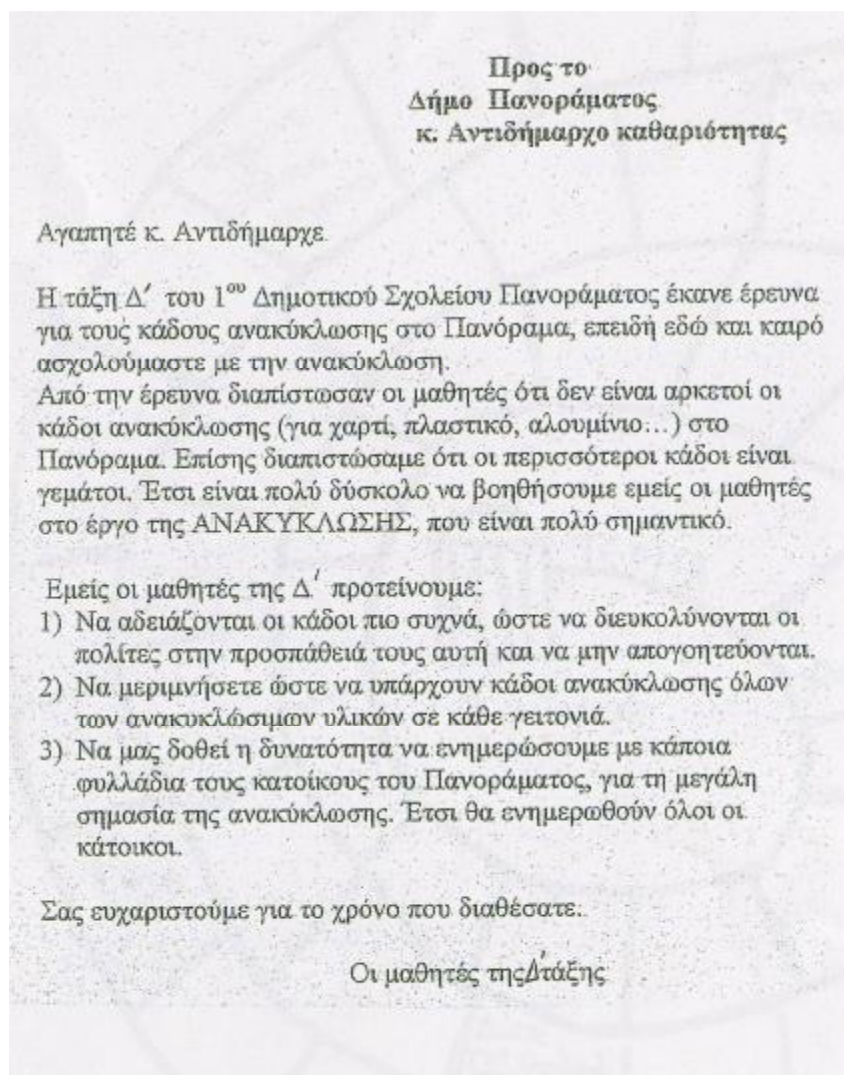 Προς το
Δήμο Πανοράματος
κ. Αντιδήμαρχο καθαριότητας
Αγαπητέ κ. Αντιδήμαρχε
Η τάξη Δ΄ του 1ου Δημοτικού Σχολείου Πανοράματος έκανε έρευνα
για τους κάδους ανακύκλωσης στο Πανόραμα, επειδή εδώ και καιρό
ασχολούμαστε με την ανακύκλωση.
Από την έρευνα διαπίστωσαν οι μαθητές ότι δεν είναι αρκετοί οι
κάδοι ανακύκλωσης (για χαρτί, πλαστικό, αλουμίνιο…) στο
Πανόραμα. Επίσης διαπιστώσαμε ότι οι περισσότεροι κάδοι είναι
γεμάτοι. Έτσι είναι πολύ δύσκολο να βοηθήσουμε εμείς οι μαθητές
στο έργο της ΑΝΑΚΥΚΛΩΣΗΣ, που είναι πολύ σημαντικό.
Εμείς οι μαθητές της Δ΄ προτείνουμε:
1) Να αδειάζονται οι κάδοι πιο συχνά, ώστε να διευκολύνονται οι
πολίτες στην προσπάθειά τους αυτή και να μην απογοητεύονται.
2) Να μεριμνήσετε ώστε να υπάρχουν κάδοι ανακύκλωσης όλων
των ανακυκλώσιμων υλικών σε κάθε γειτονιά.
3) Να μας δοθεί η δυνατότητα να ενημερώσουμε με κάποια
φυλλάδια τους κατοίκους του Πανοράματος, για τη μεγάλη
σημασία της ανακύκλωσης. Έτσι θα ενημερωθούν όλοι οι
κάτοικοι.
Σας ευχαριστούμε για το χρόνο που διαθέσατε.
Οι μαθητές της Δ΄ τάξης